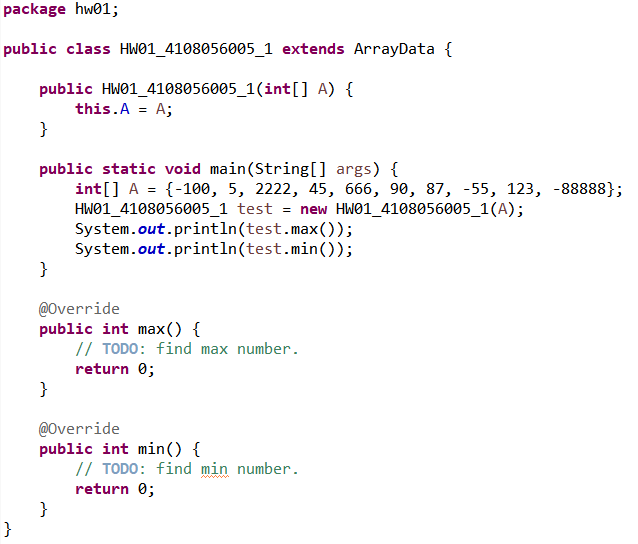 package hw01;
public class HW01_4108056005_1 extends ArrayData {
public HW01_4108056005_1(int[] A) {
this.A = A;
}
public static void main(String[] args) {
int[] A = {-100, 5, 2222, 45, 666, 90, 87, -55, 123, -88888};
HW01_4108056005_1 test = new HW01_4108056005_1(A);
System.out.println(test.max());
System.out.println(test.min());
}
@Override
public int max() {
// TODO: find max number.
return 0;
}
@Override
public int min() {
// TODO: find min number.
return 0;
}
}